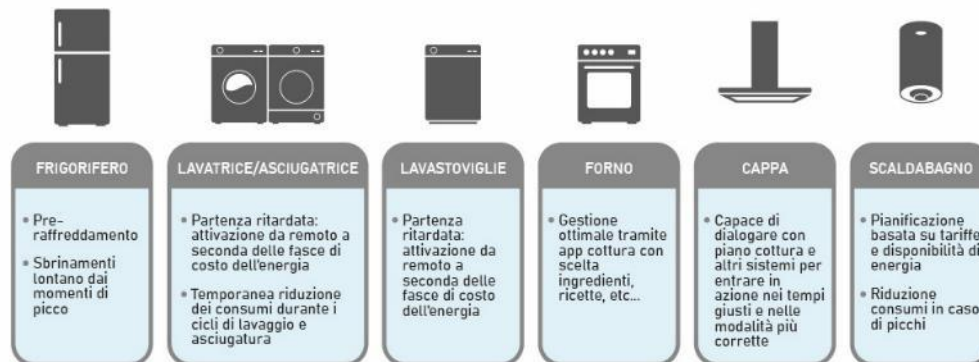 FRIGORIFERO
• Pre-
raffreddamento
• Sbrinamenti
lontano dai
momenti di
picco
LAVATRICE/ASCIUGATRICE
• Partenza ritardata:
attivazione da remoto a
seconda delle fasce di
costo dell'energia
• Temporanea riduzione
dei consumi durante i
cicli di lavaggio e
asciugatura
LAVASTOVIGLIE
• Partenza
ritardata:
attivazione da
remoto a
seconda delle
fasce di costo
dell'energia
FORNO
• Gestione
ottimale tramite
app cottura con
scelta
ingredienti,
ricette, etc...
CAPPA
• Capace di
dialogare con
piano cottura e
altri sistemi per
entrare in
azione nei tempi
giusti e nelle
modalità più
corrette
SCALDABAGNO
• Pianificazione
basata su tariffe
e disponibilità di
energia
• Riduzione
consumi in caso
di picchi